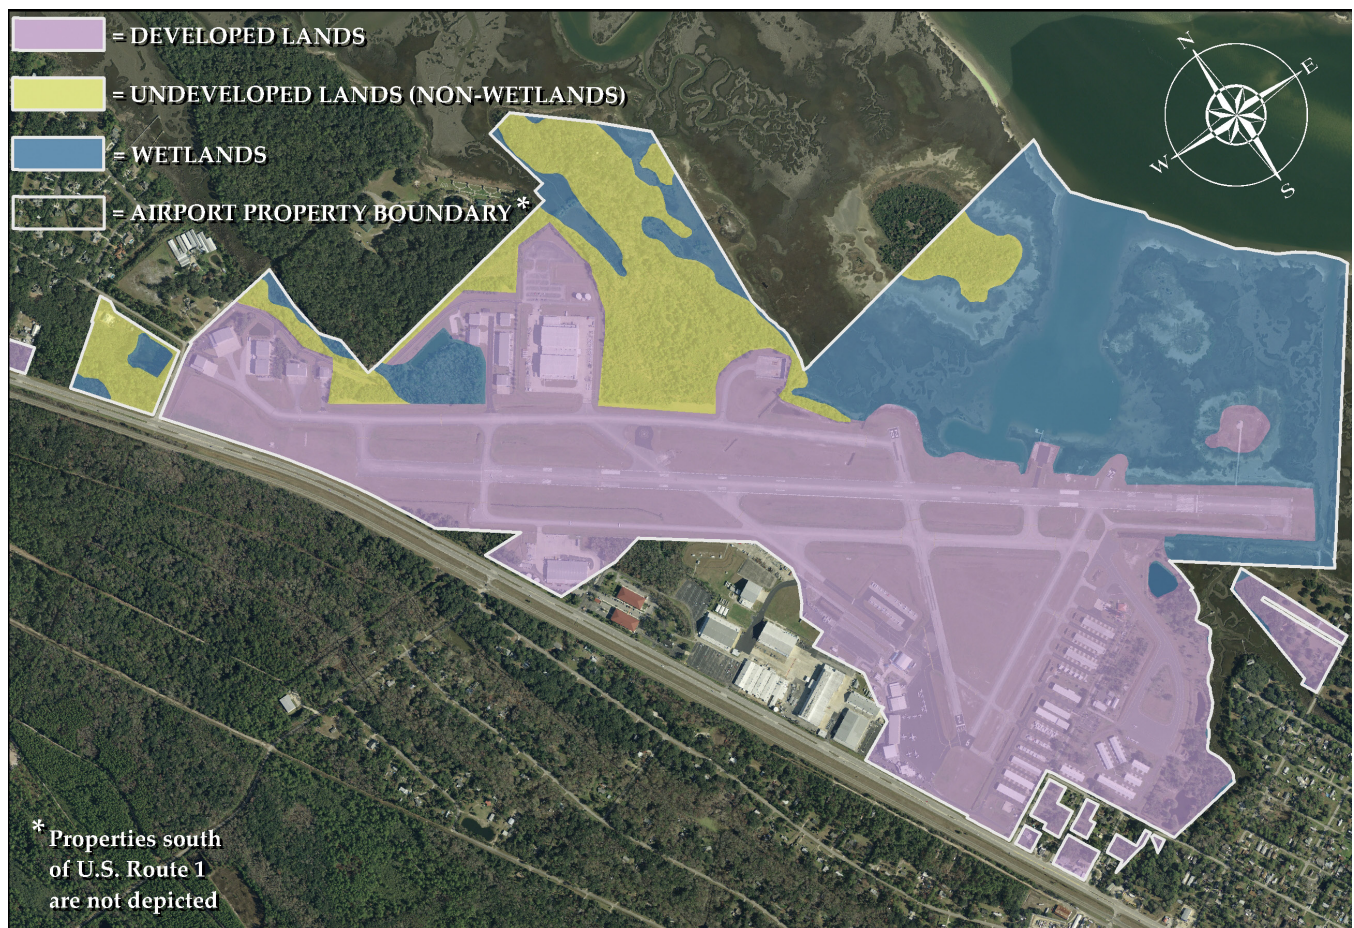 = DEVELOPED LANDS
= UNDEVELOPED LANDS (NON-WETLANDS)
= WETLANDS
= AIRPORT PROPERTY BOUNDARY *
N
E
W
S
* Properties south
of U.S. Route 1
are not depicted